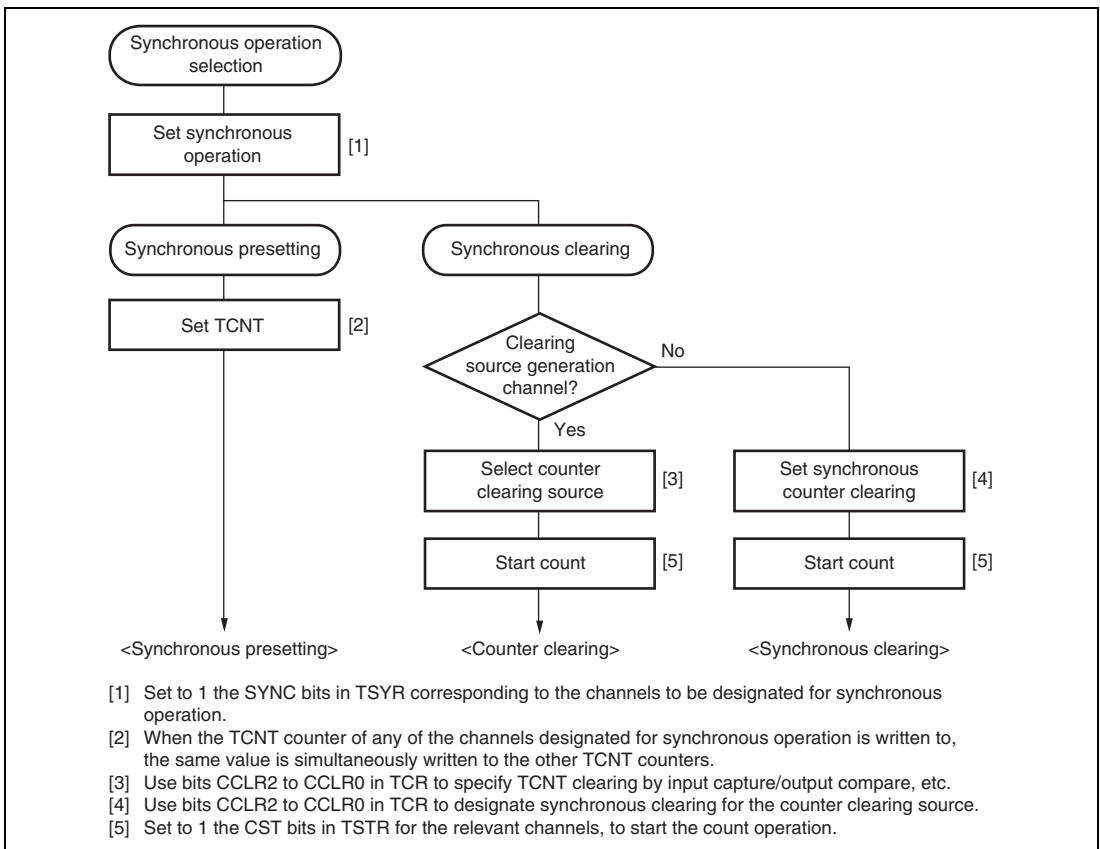 Synchronous operation
selection
Set synchronous
operation
[1]
Synchronous presetting
Synchronous clearing
Set TCNT
[2]
Clearing
source generation
channel?
No
Yes
Select counter
clearing source
[3]
Set synchronous
counter clearing
[4]
Start count
[5]
Start count
[5]
<Synchronous presetting>
<Counter clearing>
<Synchronous clearing>
[1] Set to 1 the SYNC bits in TSYR corresponding to the channels to be designated for synchronous
operation.
[2] When the TCNT counter of any of the channels designated for synchronous operation is written to,
the same value is simultaneously written to the other TCNT counters.
[3] Use bits CCLR2 to CCLR0 in TCR to specify TCNT clearing by input capture/output compare, etc.
[4] Use bits CCLR2 to CCLR0 in TCR to designate synchronous clearing for the counter clearing source.
[5] Set to 1 the CST bits in TSTR for the relevant channels, to start the count operation.